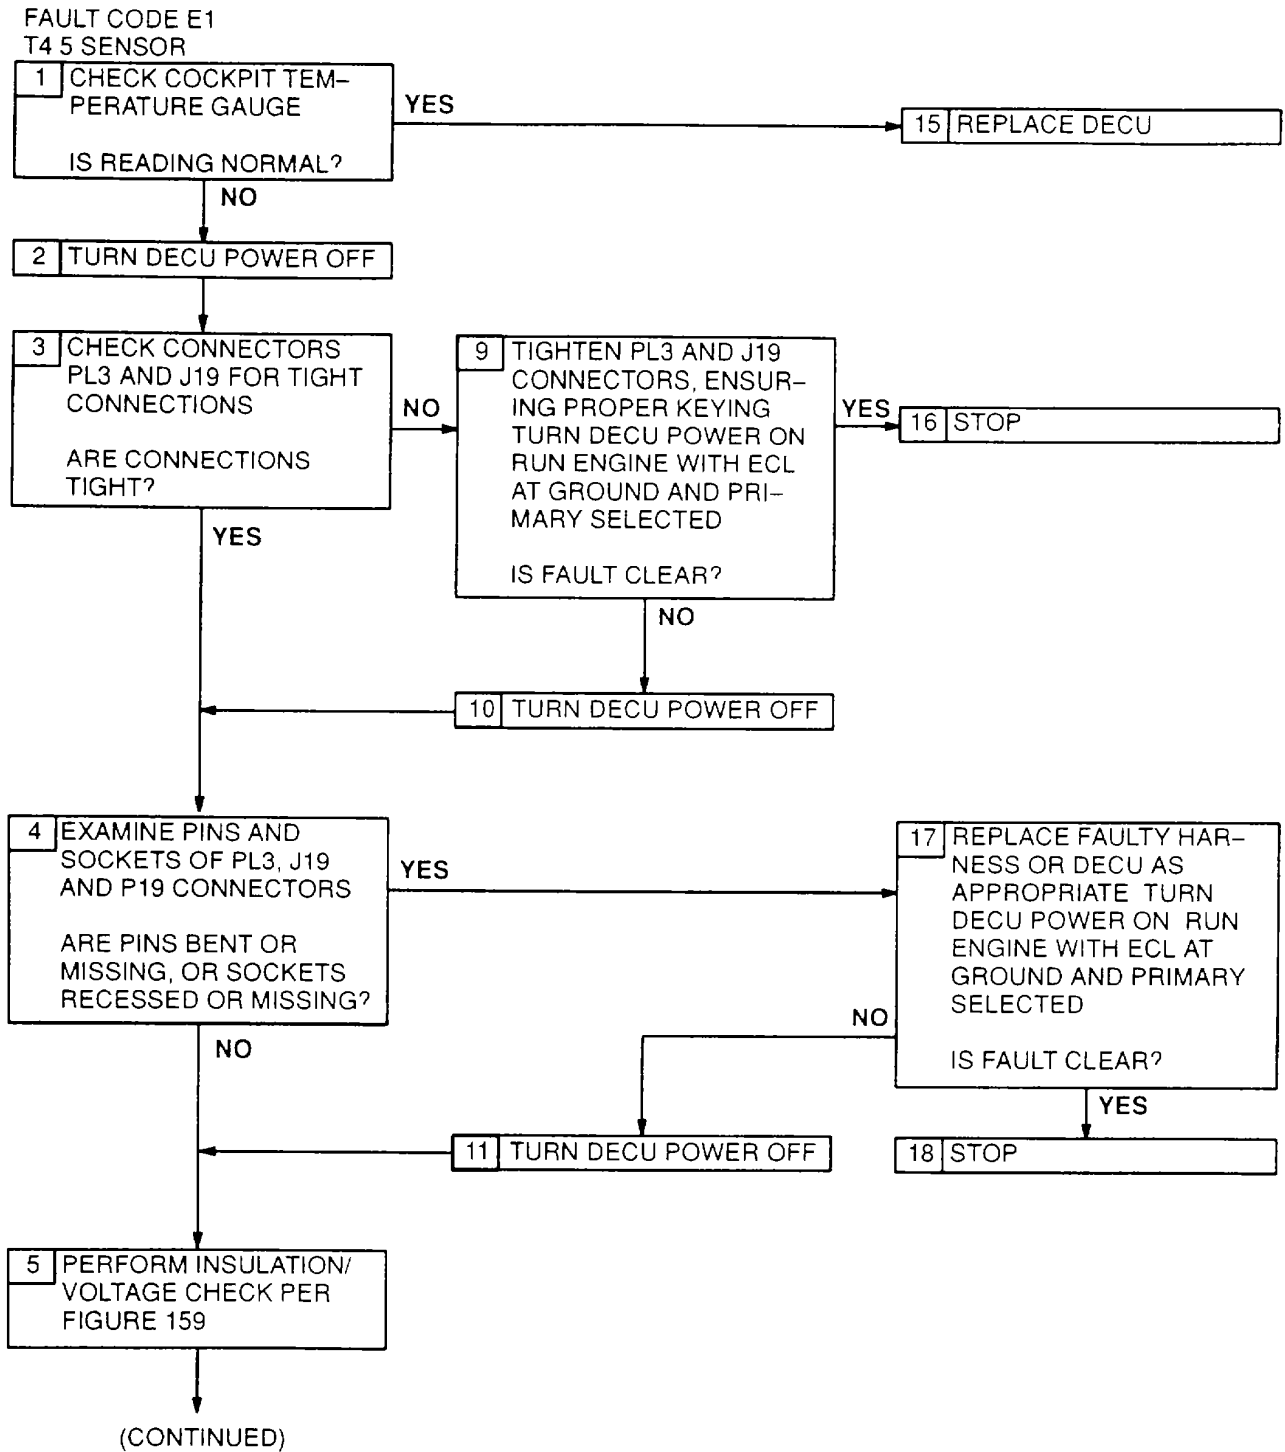 FAULT CODE E1
T4 5 SENSOR
1 CHECK COCKPIT TEM–
PERATURE GAUGE
IS READING NORMAL?
YES
15 REPLACE DECU
NO
2 TURN DECU POWER OFF
3 CHECK CONNECTORS
PL3 AND J19 FOR TIGHT
CONNECTIONS
ARE CONNECTIONS
TIGHT?
NO
9 TIGHTEN PL3 AND J19
CONNECTORS, ENSUR–
ING PROPER KEYING
TURN DECU POWER ON
RUN ENGINE WITH ECL
AT GROUND AND PRI–
MARY SELECTED
IS FAULT CLEAR?
YES
16 STOP
YES
NO
10 TURN DECU POWER OFF
4 EXAMINE PINS AND
SOCKETS OF PL3, J19
AND P19 CONNECTORS
ARE PINS BENT OR
MISSING, OR SOCKETS
RECESSED OR MISSING?
YES
17 REPLACE FAULTY HAR–
NESS OR DECU AS
APPROPRIATE TURN
DECU POWER ON RUN
ENGINE WITH ECL AT
GROUND AND PRIMARY
SELECTED
IS FAULT CLEAR?
NO
NO
YES
11 TURN DECU POWER OFF
18 STOP
5 PERFORM INSULATION/
VOLTAGE CHECK PER
FIGURE 159
(CONTINUED)